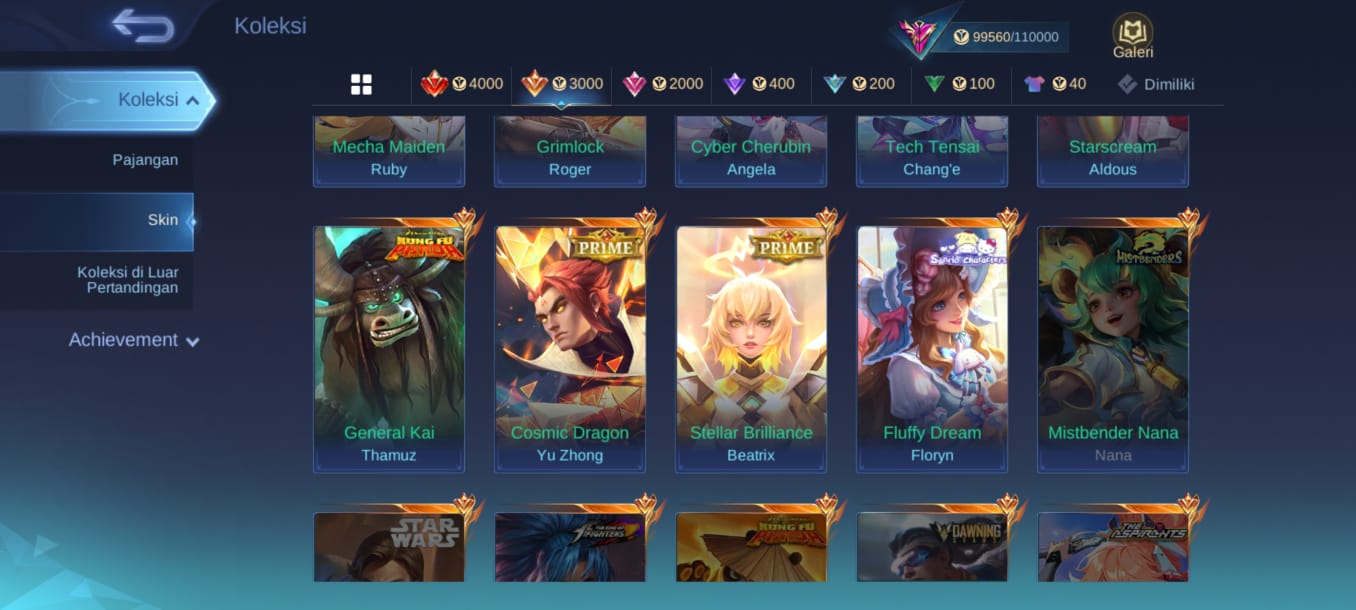 Koleksi
99560/110000
Galeri
4000
3000
2000
400
200
100
40
Dimiliki
Koleksi
Pajangan
Skin
Koleksi di Luar
Pertandingan
Achievement
Mecha Maiden
Ruby
Grimlock
Roger
Cyber Cherubin
Angela
Tech Tensai
Chang'e
Starscream
Aldous
KUNG FU
PANDA
General Kai
Thamuz
PRIME
Cosmic Dragon
Yu Zhong
PRIME
Stellar Brilliance
Beatrix
Sanrio characters
Fluffy Dream
Floryn
MISTBENDERS
Mistbender Nana
Nana
STAR
WARS
THE KING OF
FIGHTERS
KUNG FU
PANDA
DAWNING
STARS
THE
ASPIRANTS